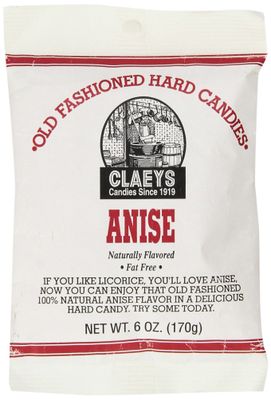 •OLD FASHIONED HARD CANDIES•
CLAEYS
Candies Since 1919
ANISE
Naturally Flavored
• Fat Free •
IF YOU LIKE LICORICE, YOU'LL LOVE ANISE,
NOW YOU CAN ENJOY THAT OLD FASHIONED
100% NATURAL ANISE FLAVOR IN A DELICIOUS
HARD CANDY. TRY SOME TODAY.
NET WT. 6 OZ. (170g)